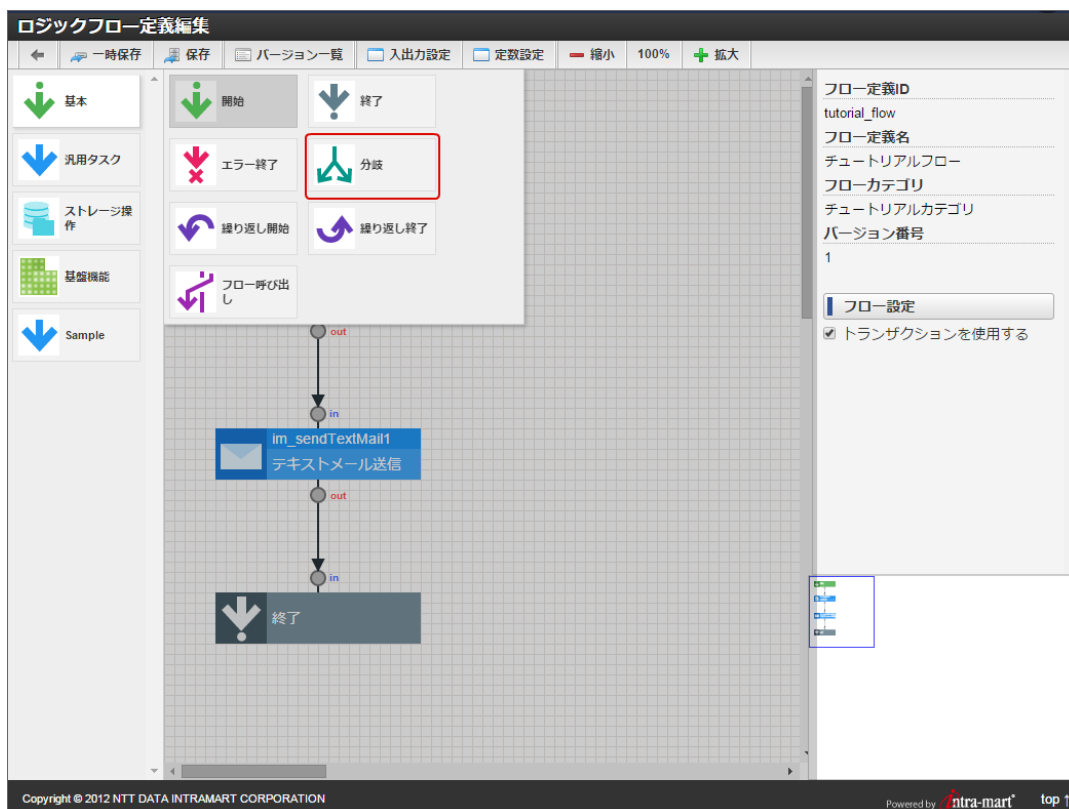 ロジックフロー定義編集
一時保存 保存 バージョン一覧 入出力設定 定数設定 縮小 100% 拡大
基本
汎用タスク
ストレージ操
作
基盤機能
Sample
開始 終了
エラー終了 分岐
繰り返し開始 繰り返し終了
フロー呼び出
し
out
in
im_sendTextMail1
テキストメール送信
out
in
終了
フロー定義ID
tutorial_flow
フロー定義名
チュートリアルフロー
フローカテゴリ
チュートリアルカテゴリ
バージョン番号
1
フロー設定
トランザクションを使用する
Copyright © 2012 NTT DATA INTRAMART CORPORATION
Powered by intra-mart
top ↑